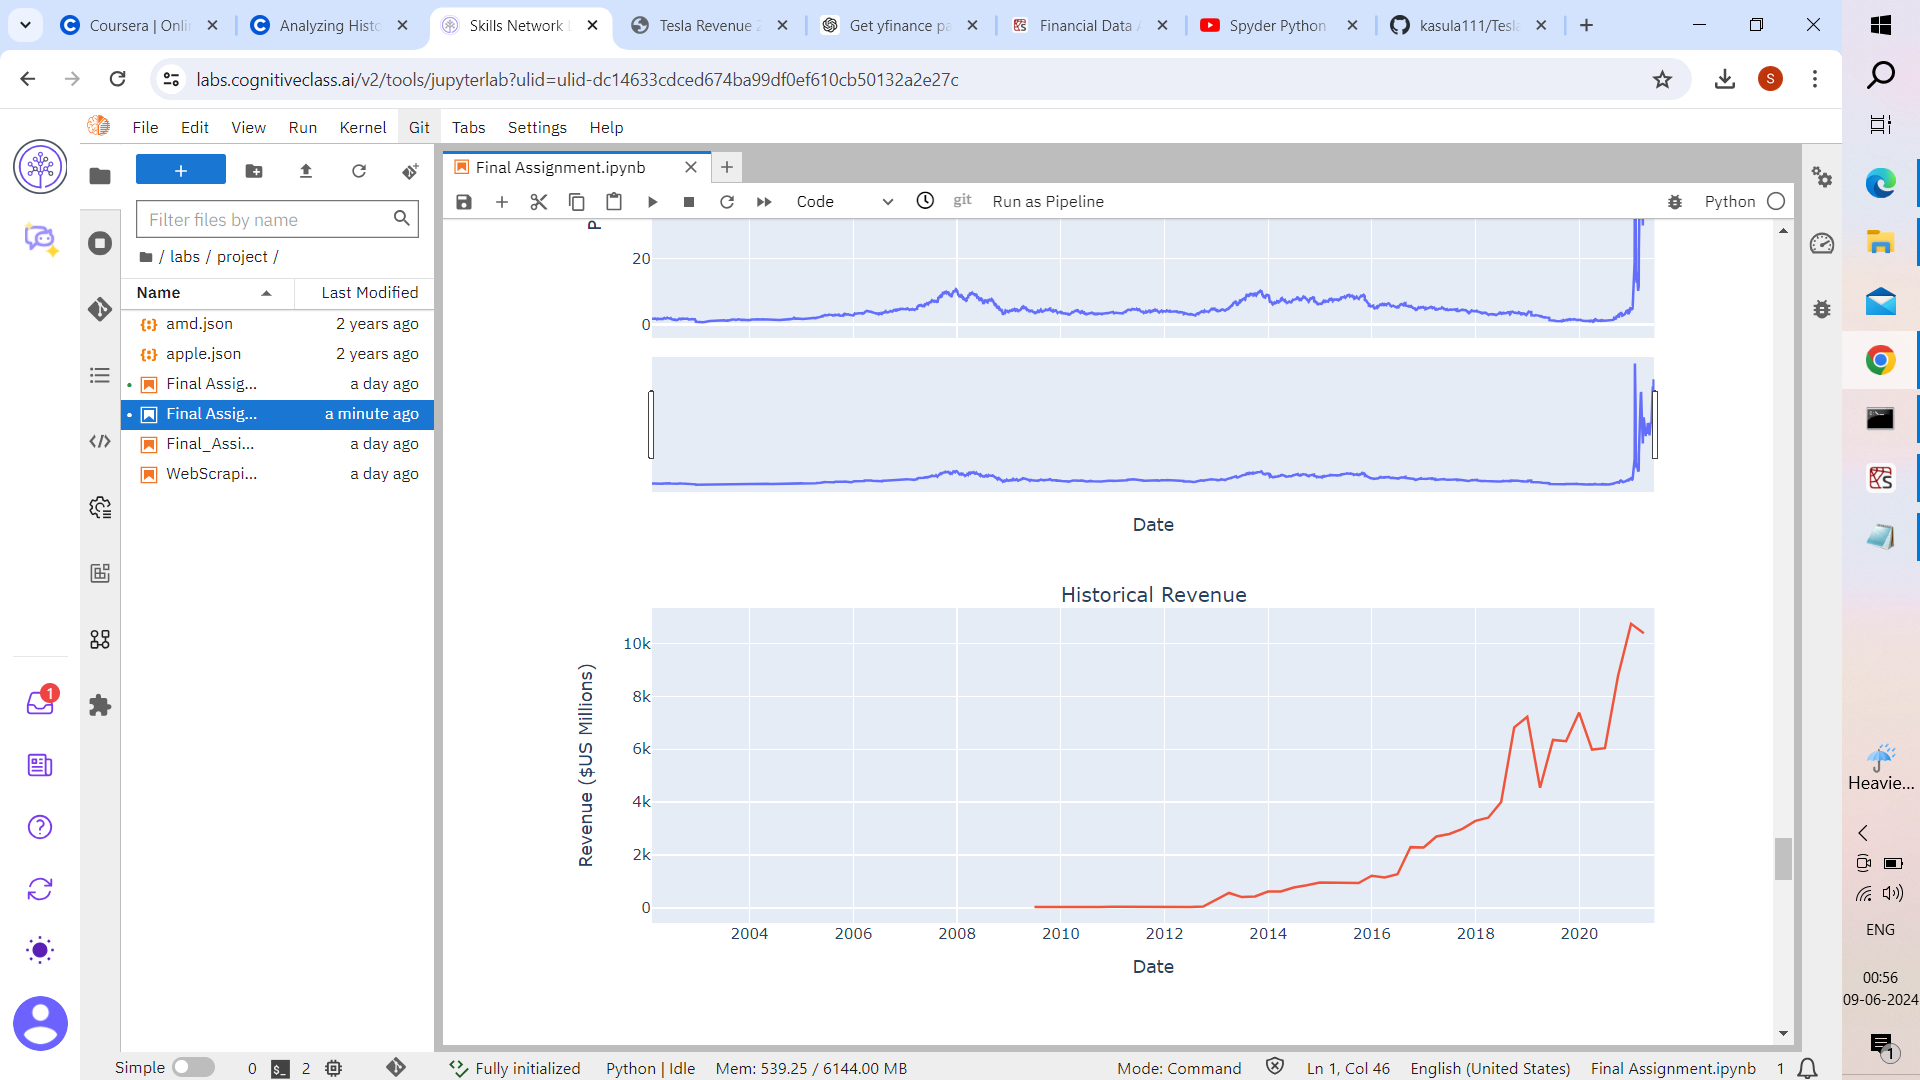 Coursera | Onli
Analyzing Histo
Skills Network
Tesla Revenue 2
Get yfinance pa
Financial Data A
Spyder Python
kasula111/Tesla
labs.cognitiveclass.ai/v2/tools/jupyterlab?ulid=ulid-dc14633cdced674ba99df0ef610cb50132a2e27c
S
File Edit View Run Kernel Git Tabs Settings Help
Final Assignment.ipynb
Code
git
Run as Pipeline
Python
Filter files by name
/ labs / project /
Name Last Modified
amd.json 2 years ago
apple.json 2 years ago
Final Assig... a day ago
Final Assig... a minute ago
Final_Assi... a day ago
WebScrapi... a day ago
P
20
0
Date
Historical Revenue
Revenue ($US Millions)
10k
8k
6k
4k
2k
0
2004 2006 2008 2010 2012 2014 2016 2018 2020
Date
1
Heavie...
ENG
00:56
09-06-2024
1
Simple 0 2 Fully initialized Python | Idle Mem: 539.25 / 6144.00 MB Mode: Command Ln 1, Col 46 English (United States) Final Assignment.ipynb 1